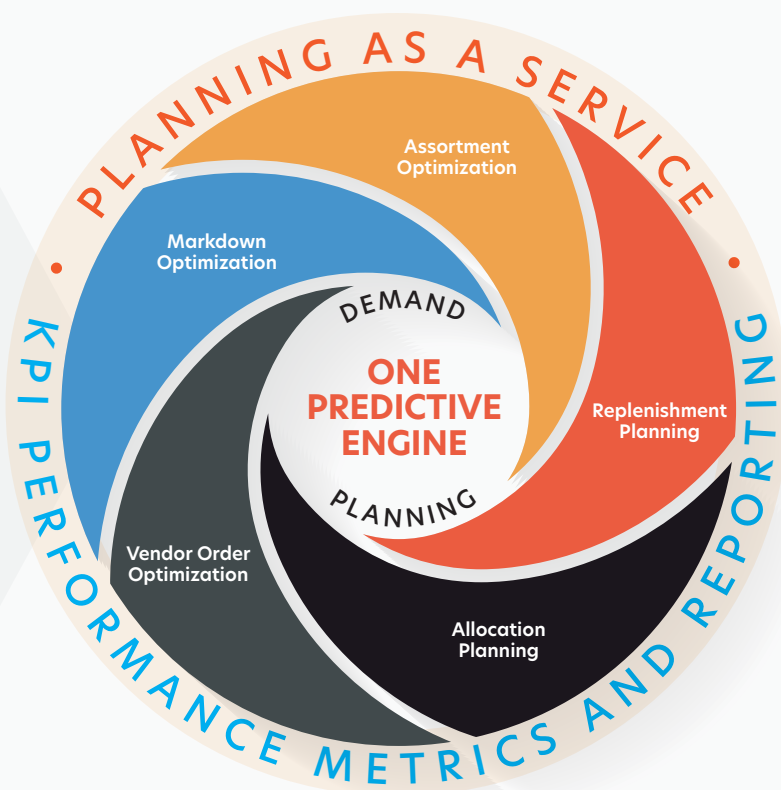 • PLANNING AS A SERVICE •
Assortment
Optimization
Markdown
Optimization
DEMAND
ONE
PREDICTIVE
ENGINE
PLANNING
Replenishment
Planning
Vendor Order
Optimization
Allocation
Planning
KPI PERFORMANCE METRICS AND REPORTING